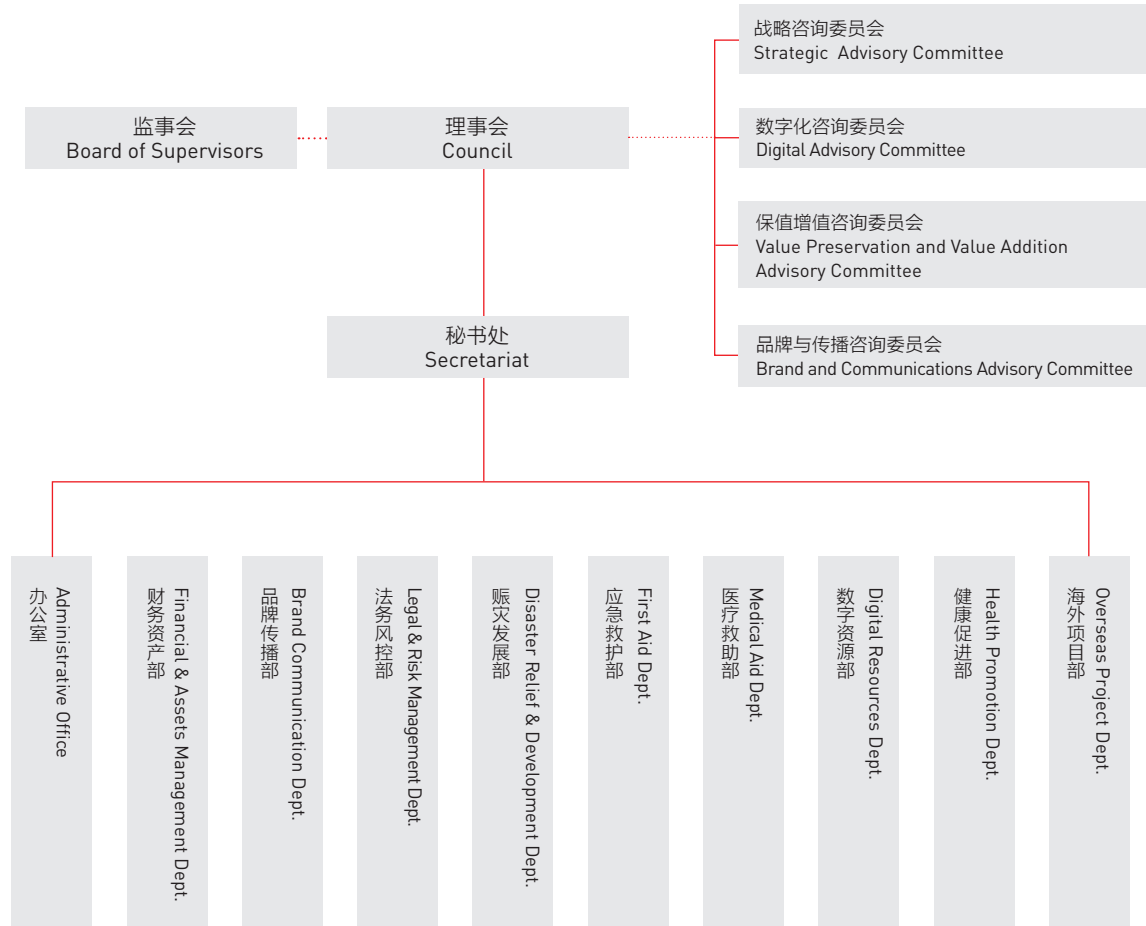 战略咨询委员会
Strategic Advisory Committee
监事会
Board of Supervisors
理事会
Council
数字化咨询委员会
Digital Advisory Committee
保值增值咨询委员会
Value Preservation and Value Addition
Advisory Committee
秘书处
Secretariat
品牌与传播咨询委员会
Brand and Communications Advisory Committee
办公室
Administrative Office
财务资产部
Financial & Assets Management Dept.
品牌传播部
Brand Communication Dept.
法务风控部
Legal & Risk Management Dept.
赈灾发展部
Disaster Relief & Development Dept.
应急救护部
First Aid Dept.
医疗救助部
Medical Aid Dept.
数字资源部
Digital Resources Dept.
健康促进部
Health Promotion Dept.
海外项目部
Overseas Project Dept.